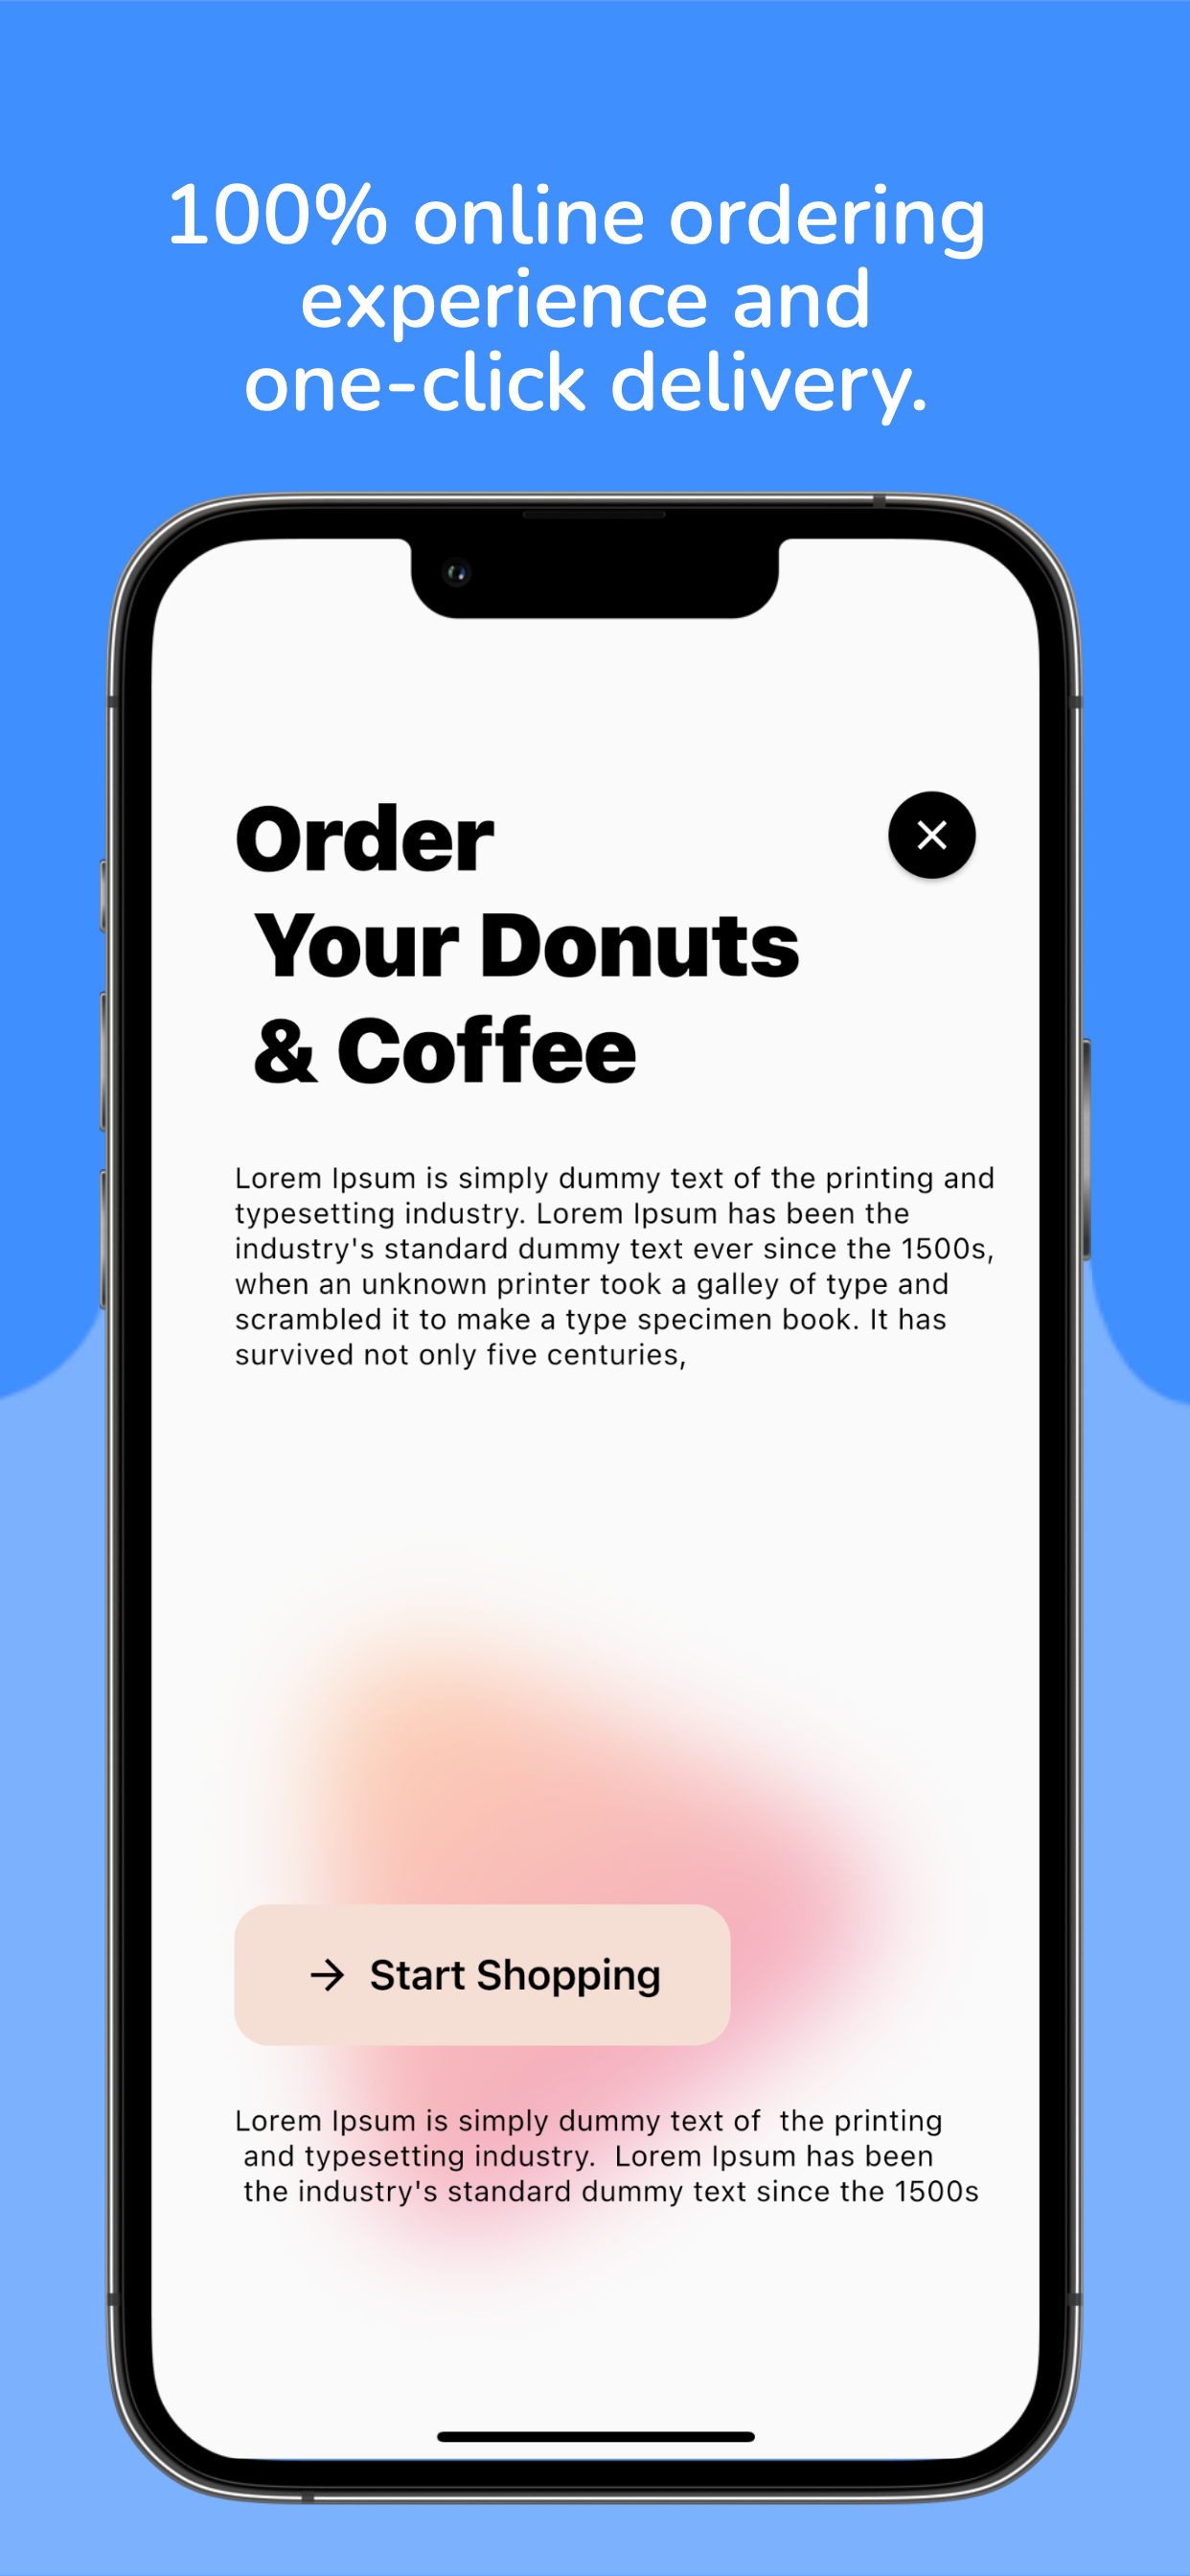 100% online ordering
experience and
one-click delivery.
Order
Your Donuts
& Coffee
Lorem Ipsum is simply dummy text of the printing and
typesetting industry. Lorem Ipsum has been the
industry's standard dummy text ever since the 1500s,
when an unknown printer took a galley of type and
scrambled it to make a type specimen book. It has
survived not only five centuries,
→ Start Shopping
Lorem Ipsum is simply dummy text of  the printing
and typesetting industry.  Lorem Ipsum has been
the industry's standard dummy text since the 1500s